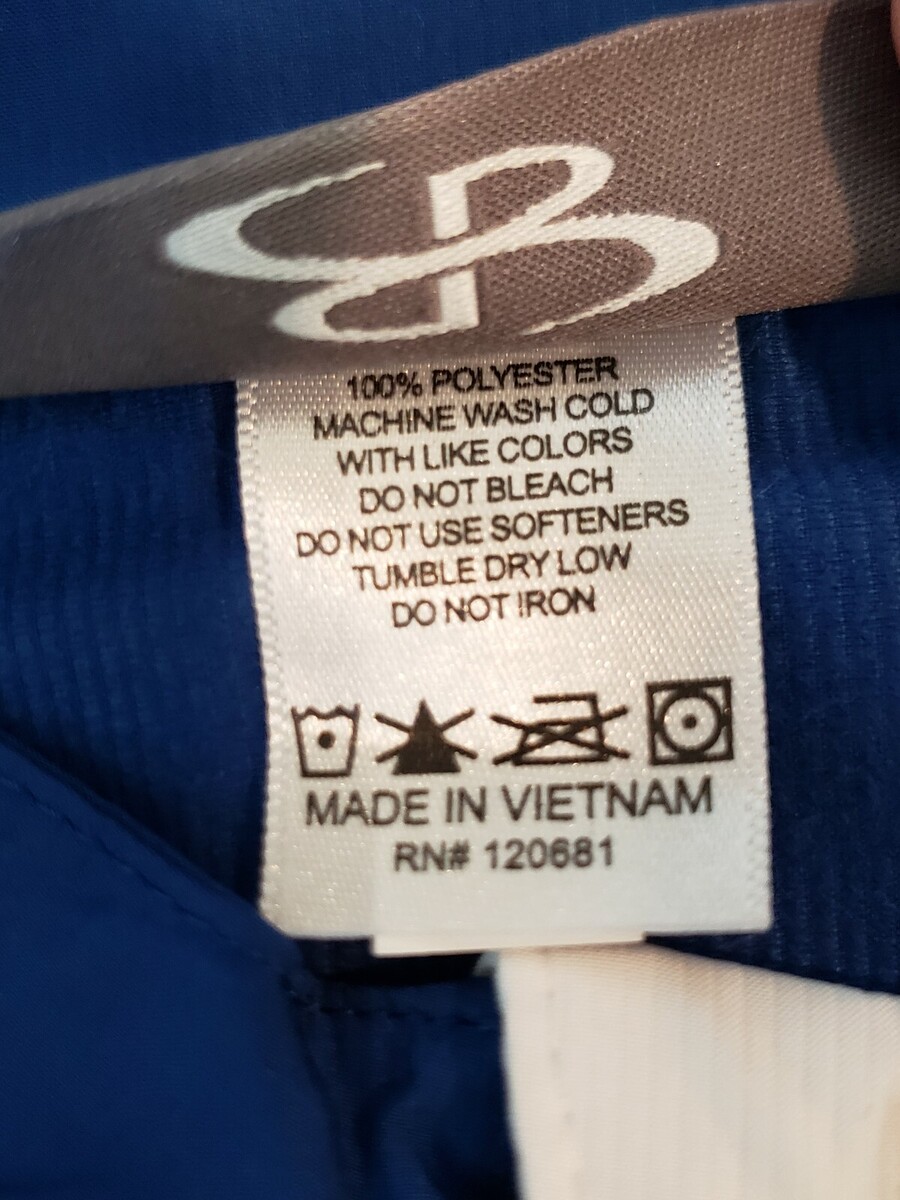 100% POLYESTER
MACHINE WASH COLD
WITH LIKE COLORS
DO NOT BLEACH
DO NOT USE SOFTENERS
TUMBLE DRY LOW
DO NOT IRON
MADE IN VIETNAM
RN# 120681